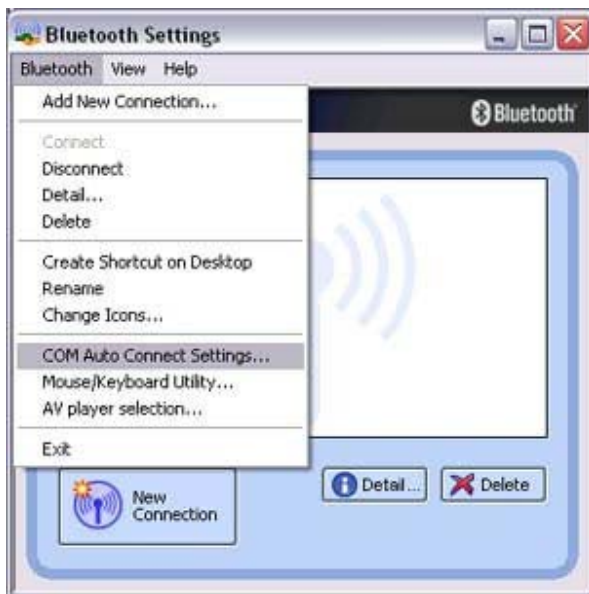 Bluetooth Settings
Bluetooth View Help
Add New Connection...
Bluetooth
Connect
Disconnect
Detail...
Delete
Create Shortcut on Desktop
Rename
Change Icons...
COM Auto Connect Settings...
Mouse/Keyboard Utility...
AV player selection...
Exit
New
Connection
Detail...
Delete